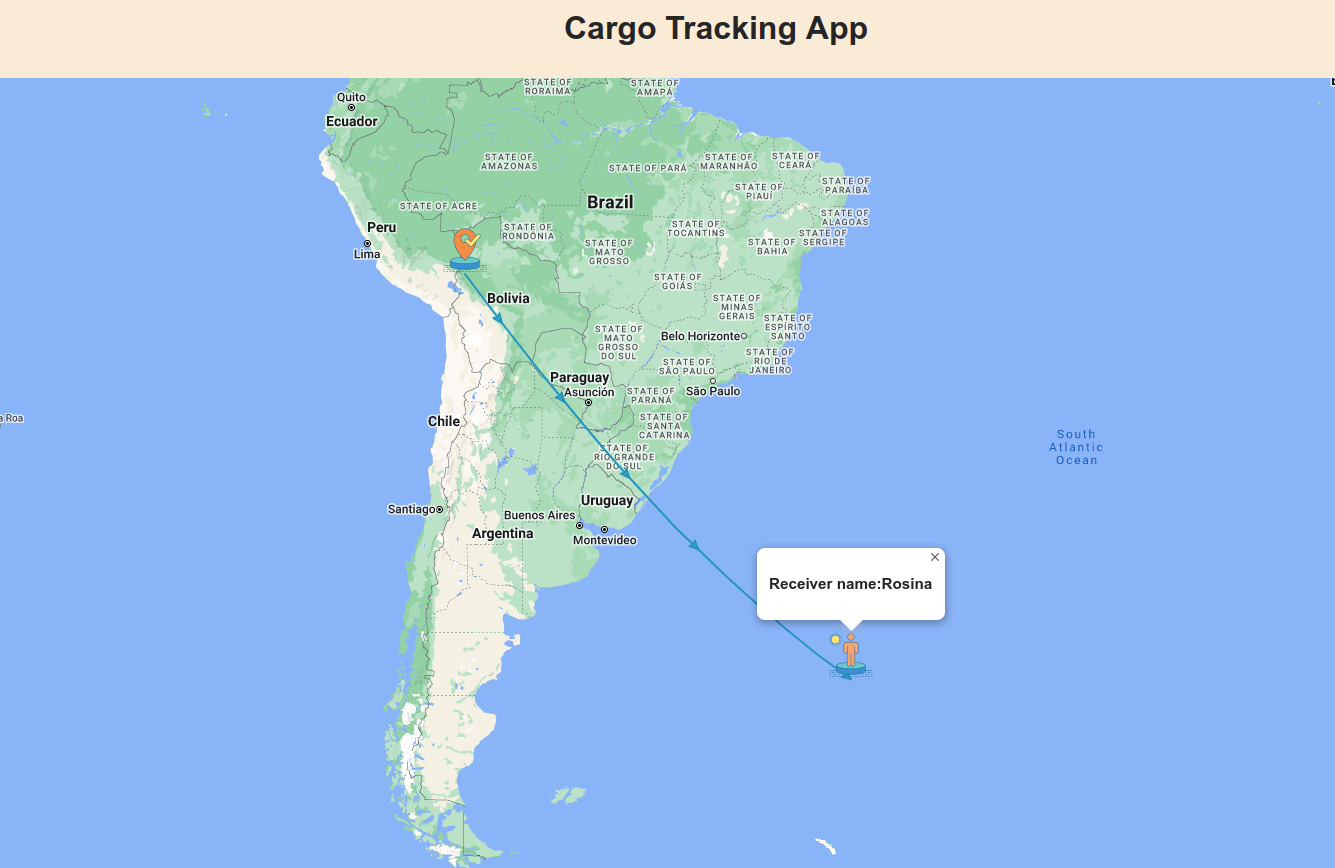 Cargo Tracking App
STATE OF
RORAIMA
STATE OF
AMAPÁ
Quito
Ecuador
STATE OF
AMAZONAS
STATE OF PARÁ
STATE OF
MARANHÃO
STATE OF
CEARÁ
STATE OF
PARAÍBA
STATE OF
PIAUÍ
STATE OF ACRE
Brazil
STATE OF
ALAGOAS
Peru
STATE OF
RONDÔNIA
STATE OF
TOCANTINS
STATE OF
SERGIPE
Lima
STATE OF
MATO
GROSSO
STATE OF
BAHIA
STATE OF
GOIÁS
Bolivia
STATE OF
MINAS
GERAIS
STATE OF
ESPÍRITO
SANTO
STATE OF
MATO
GROSSO
DO SUL
Belo Horizonte
STATE OF
RIO DE
JANEIRO
STATE OF
SÃO PAULO
Paraguay
Asunción
STATE OF
PARANÁ
São Paulo
a Roa
Chile
STATE OF
SANTA
CATARINA
South
Atlantic
Ocean
STATE OF
RIO GRANDE
DO SUL
Uruguay
Santiago
Buenos Aires
Argentina
Montevideo
Receiver name:Rosina